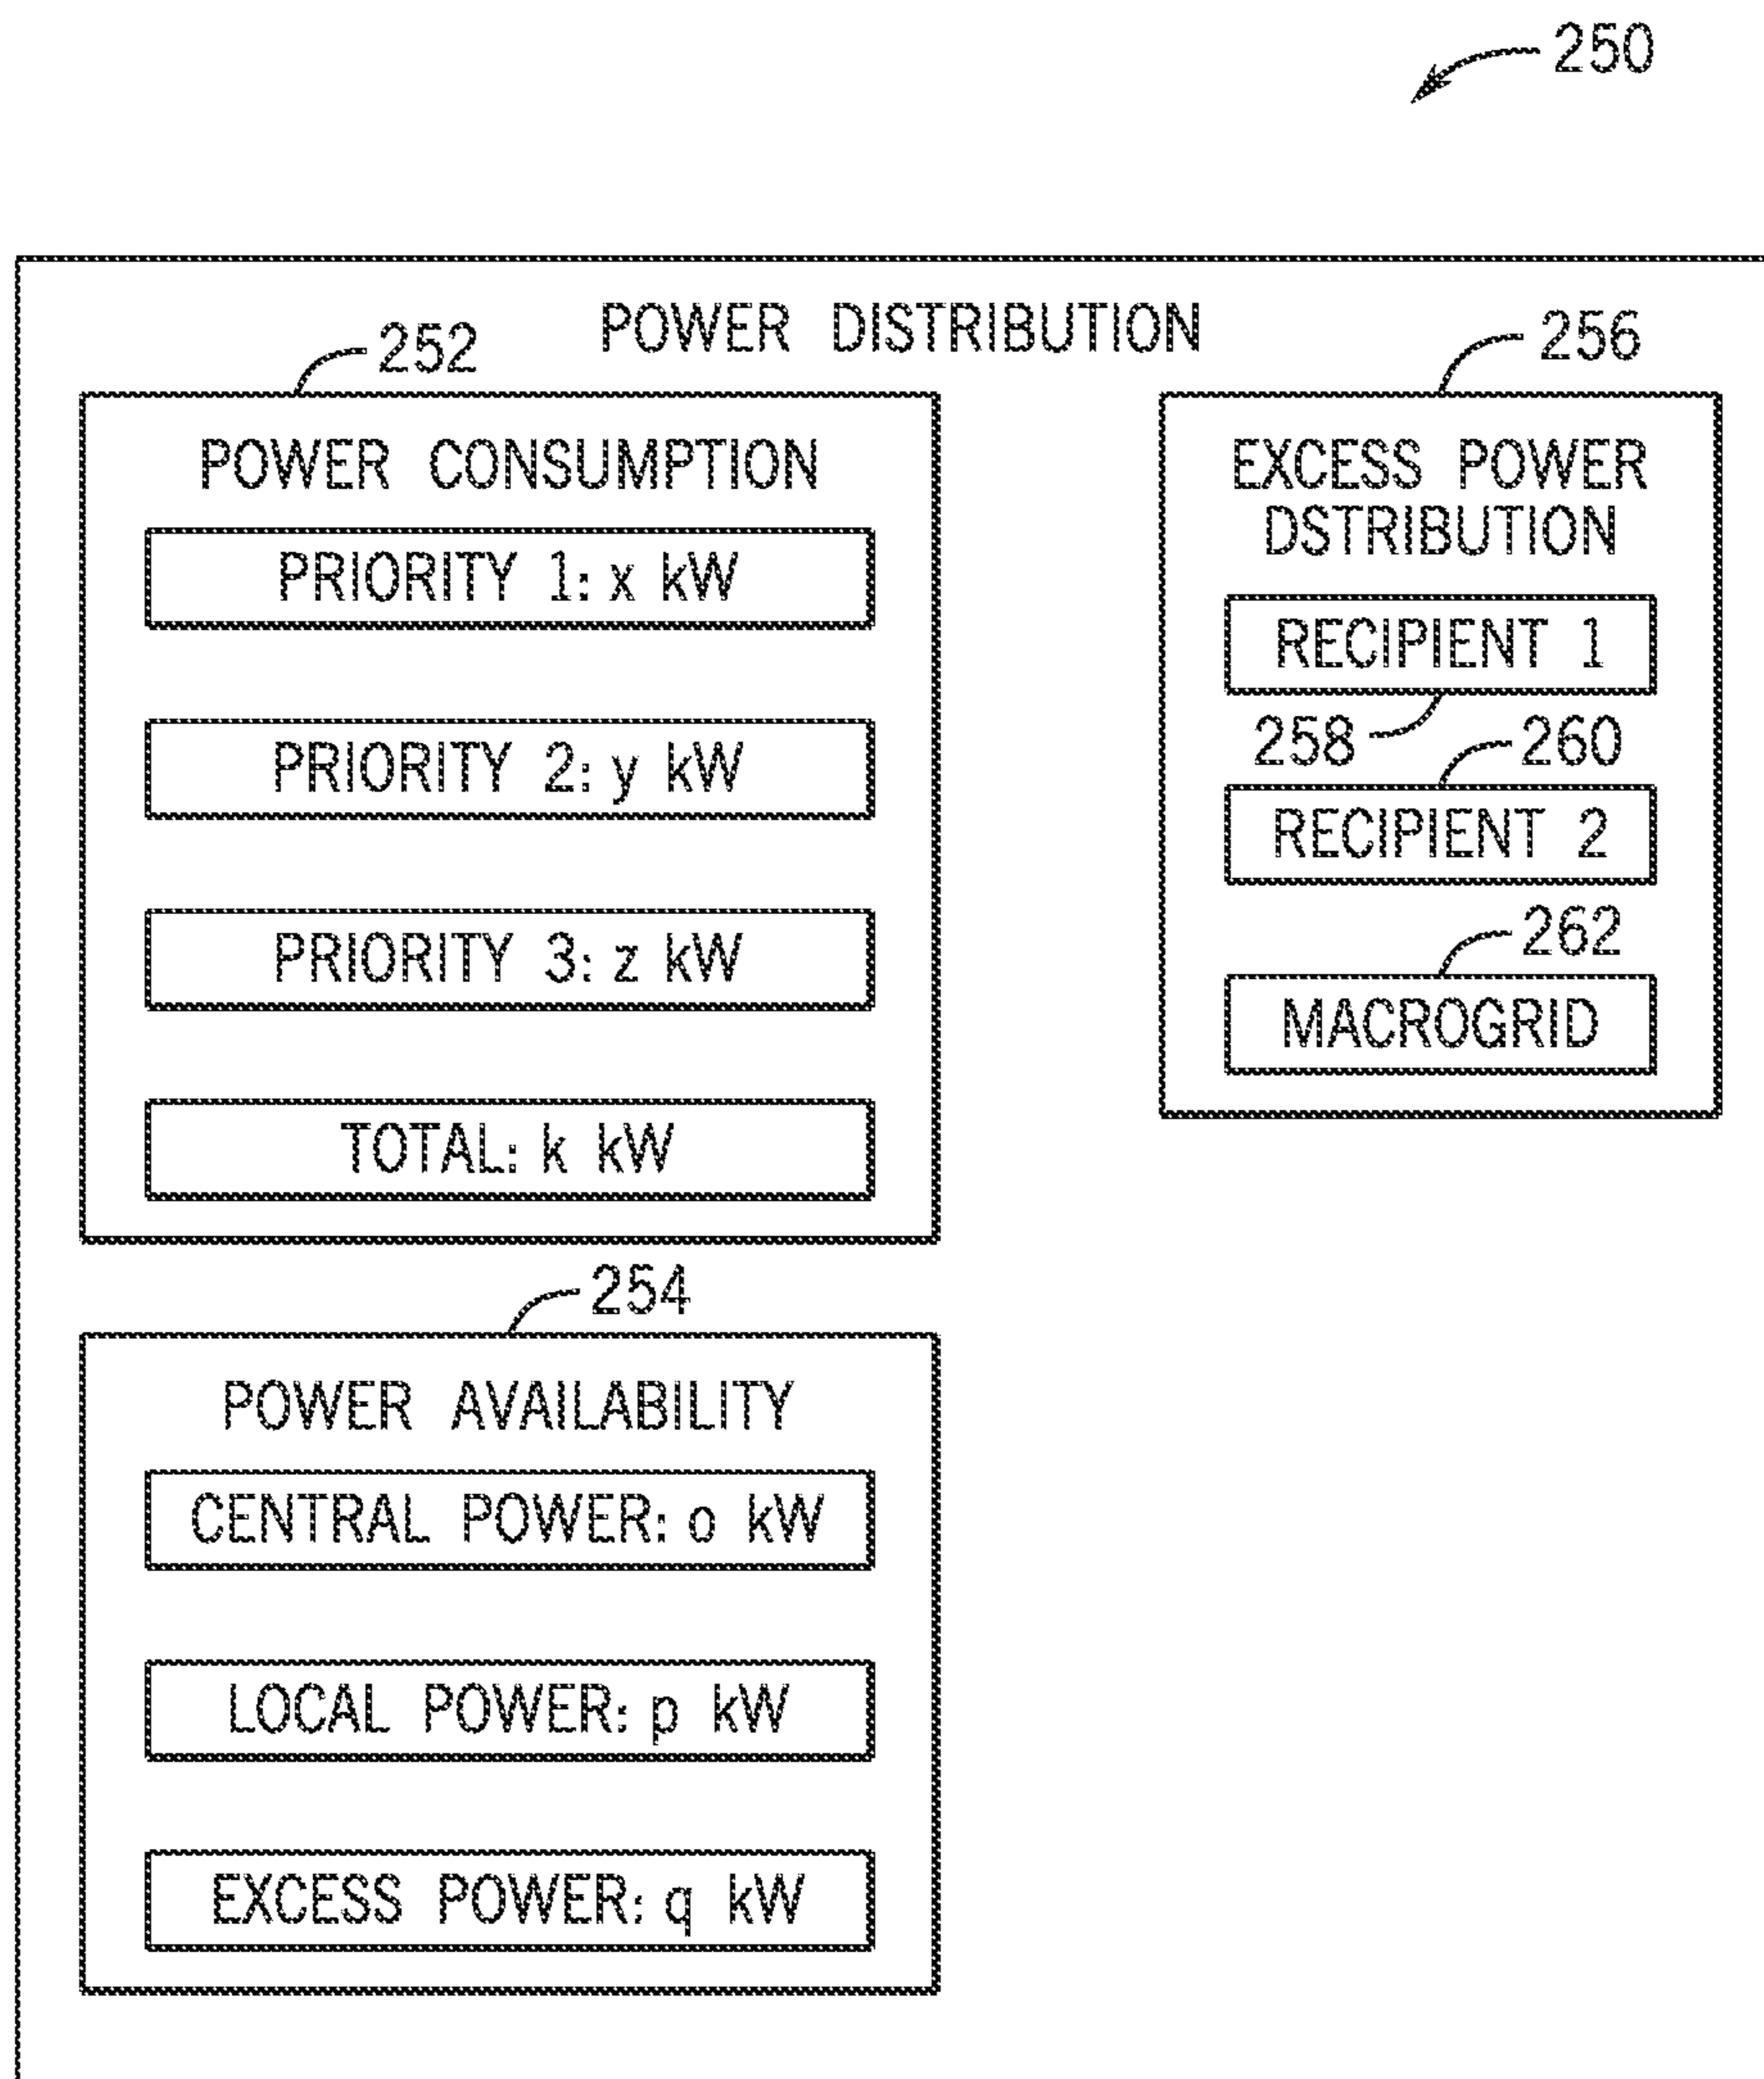 250
POWER DISTRIBUTION
252
POWER CONSUMPTION
PRIORITY 1: x kW
PRIORITY 2: y kW
PRIORITY 3: z kW
TOTAL: k kW
254
POWER AVAILABILITY
CENTRAL POWER: o kW
LOCAL POWER: p kW
EXCESS POWER: q kW
256
EXCESS POWER
DSTRIBUTION
RECIPIENT 1
258
260
RECIPIENT 2
262
MACROGRID